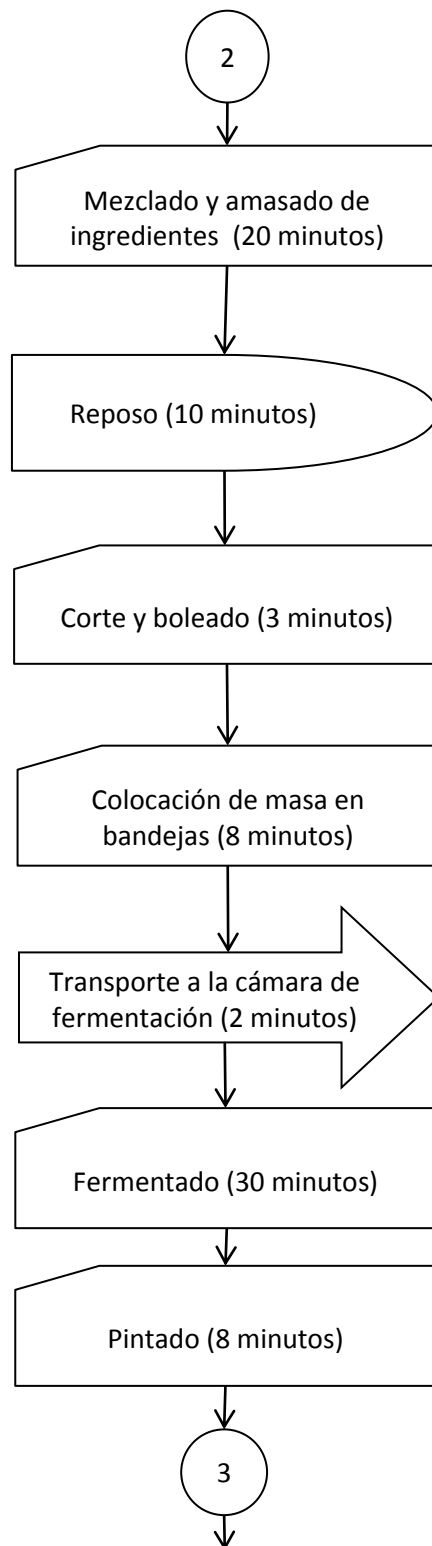 2
Mezclado y amasado de
ingredientes (20 minutos)
Reposo (10 minutos)
Corte y boleado (3 minutos)
Colocación de masa en
bandejas (8 minutos)
Transporte a la cámara de
fermentación (2 minutos)
Fermentado (30 minutos)
Pintado (8 minutos)
3